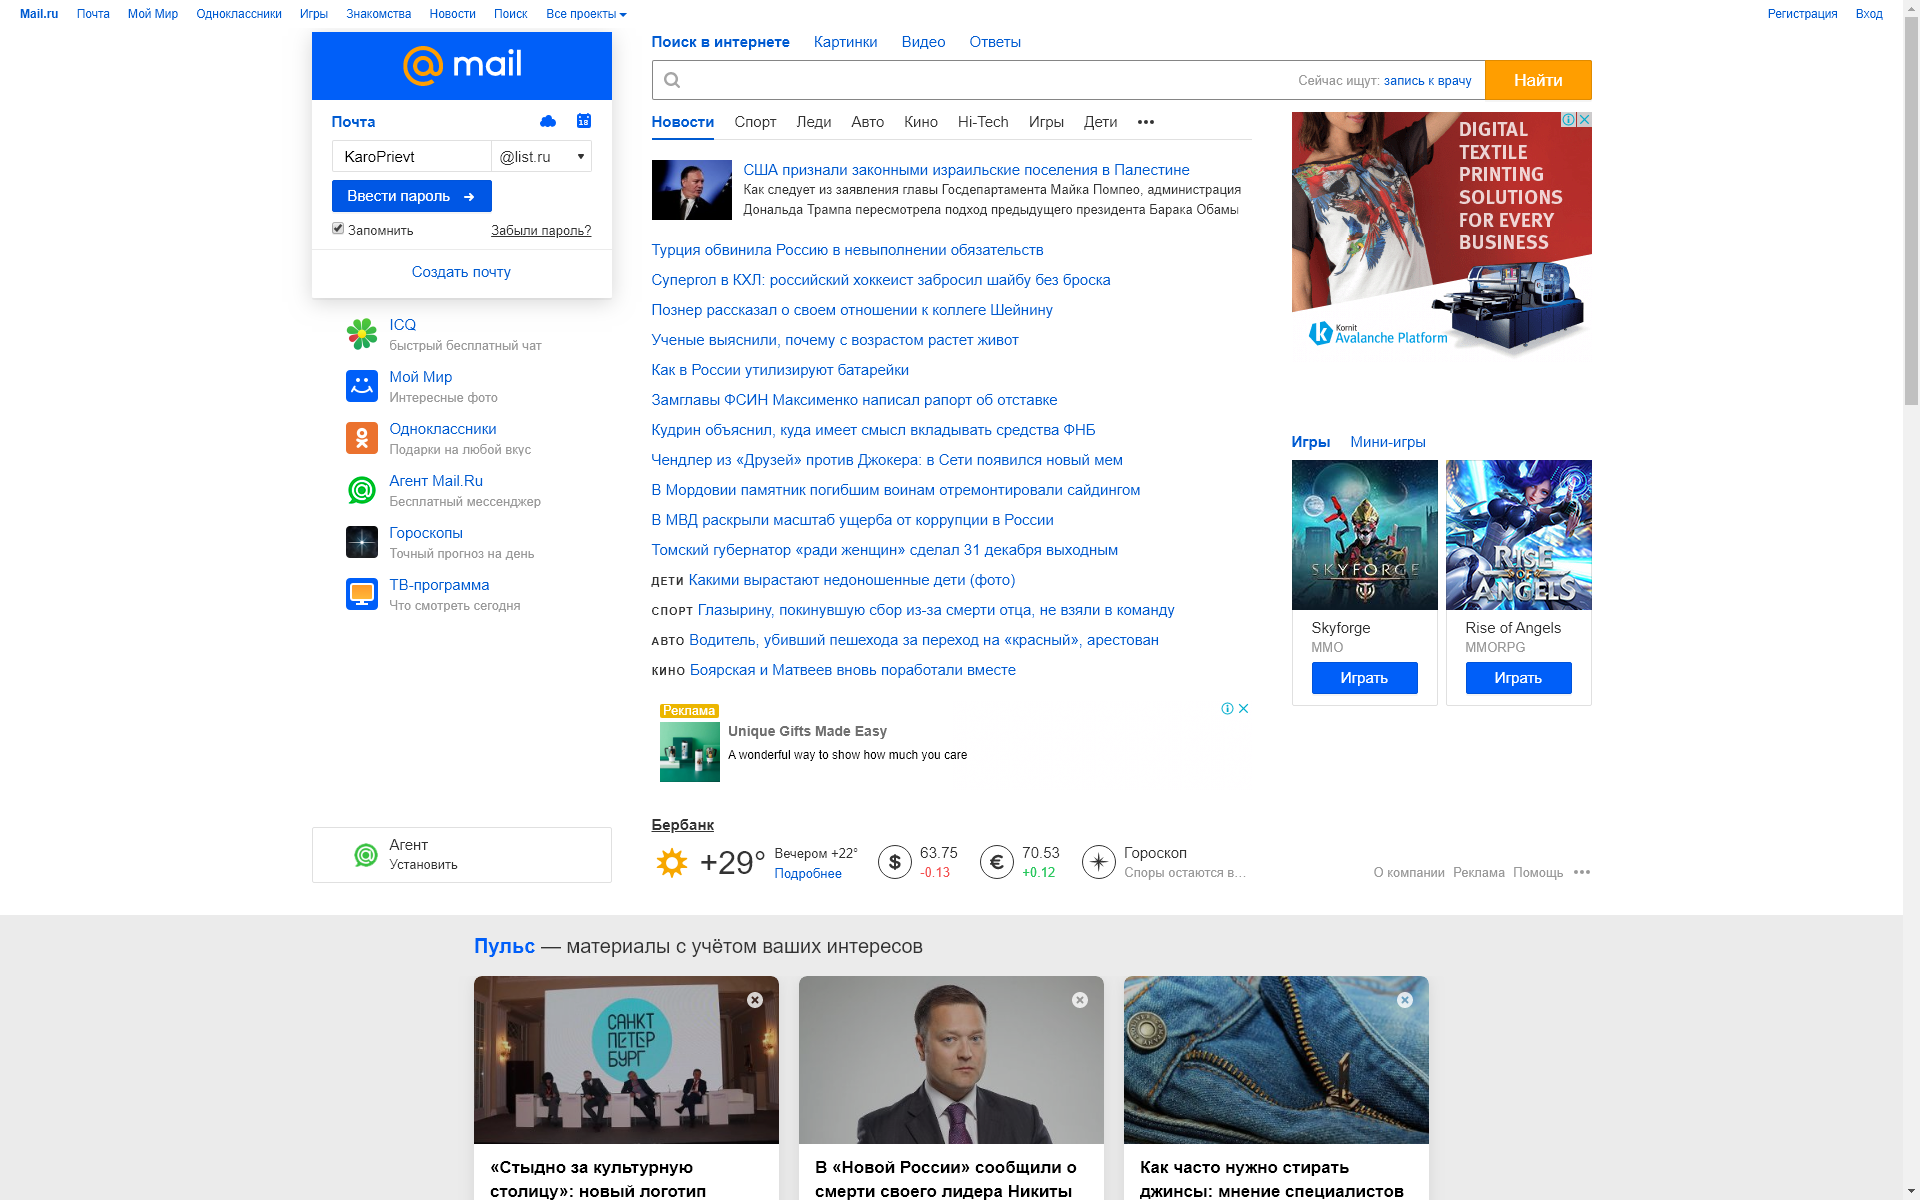 Mail.ru Почта Мой Мир Одноклассники Игры Знакомства Новости Поиск Все проекты Регистрация Вход
@mail
Почта
18
KaroPrievt @list.ru
Ввести пароль →
Запомнить Забыли пароль?
Создать почту
ICQ
быстрый бесплатный чат
Мой Мир
Интересные фото
Одноклассники
Подарки на любой вкус
Агент Mail.Ru
Бесплатный мессенджер
Гороскопы
Точный прогноз на день
ТВ-программа
Что смотреть сегодня
Агент
Установить
Поиск в интернете Картинки Видео Ответы
Сейчас ищут: запись к врачу Найти
Новости Спорт Леди Авто Кино Hi-Tech Игры Дети •••
США признали законными израильские поселения в Палестине
Как следует из заявления главы Госдепартамента Майка Помпео, администрация
Дональда Трампа пересмотрела подход предыдущего президента Барака Обамы
Турция обвинила Россию в невыполнении обязательств
Супергол в КХЛ: российский хоккеист забросил шайбу без броска
Познер рассказал о своем отношении к коллеге Шейнину
Ученые выяснили, почему с возрастом растет живот
Как в России утилизируют батарейки
Замглавы ФСИН Максименко написал рапорт об отставке
Кудрин объяснил, куда имеет смысл вкладывать средства ФНБ
Чендлер из «Друзей» против Джокера: в Сети появился новый мем
В Мордовии памятник погибшим воинам отремонтировали сайдингом
В МВД раскрыли масштаб ущерба от коррупции в России
Томский губернатор «ради женщин» сделал 31 декабря выходным
ДЕТИ Какими вырастают недоношенные дети (фото)
СПОРТ Глазырину, покинувшую сбор из-за смерти отца, не взяли в команду
АВТО Водитель, убивший пешехода за переход на «красный», арестован
КИНО Боярская и Матвеев вновь поработали вместе
Реклама
Unique Gifts Made Easy
A wonderful way to show how much you care
Бербанк
+29° Вечером +22° Подробнее
$ 63.75 -0.13
€ 70.53 +0.12
Гороскоп
Споры остаются в...
DIGITAL
TEXTILE
PRINTING
SOLUTIONS
FOR EVERY
BUSINESS
k Kornit
Avalanche Platform
Игры Мини-игры
SKYFORGE
RISE
OF
ANGELS
Skyforge
MMO
Играть
Rise of Angels
MMORPG
Играть
О компании Реклама Помощь •••
Пульс — материалы с учётом ваших интересов
САНКТ
ПЕТЕР
БУРГ
«Стыдно за культурную
столицу»: новый логотип
В «Новой России» сообщили о
смерти своего лидера Никиты
Как часто нужно стирать
джинсы: мнение специалистов